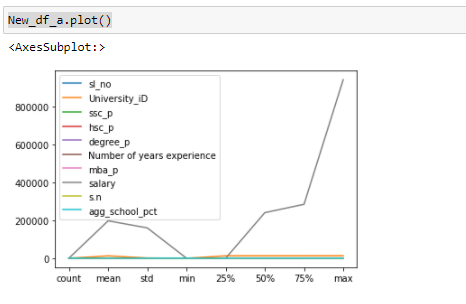 New_df_a.plot()
<AxesSubplot:>
sl_no
University_iD
ssc_p
hsc_p
degree_p
Number of years experience
mba_p
salary
s.n
agg_school_pct
800000
600000
400000
200000
0
count mean std min 25% 50% 75% max